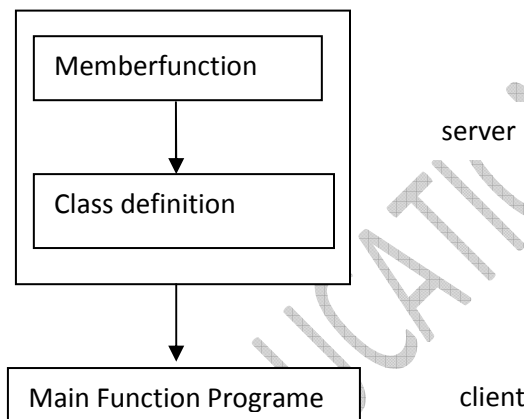 Memberfunction
server
Class definition
Main Function Programe
client